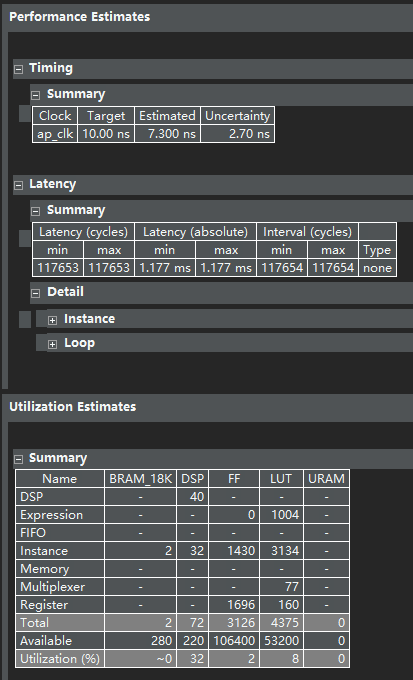 Performance Estimates
Timing
Summary
Clock Target Estimated Uncertainty
ap_clk 10.00 ns 7.300 ns 2.70 ns
Latency
Summary
Latency (cycles) Latency (absolute) Interval (cycles)
min max min max min max Type
117653 117653 1.177 ms 1.177 ms 117654 117654 none
Detail
Instance
Loop
Utilization Estimates
Summary
Name BRAM_18K DSP FF LUT URAM
DSP - 40 - - -
Expression - - 0 1004 -
FIFO - - - - -
Instance 2 32 1430 3134 -
Memory - - - - -
Multiplexer - - - 77 -
Register - - 1696 160 -
Total 2 72 3126 4375 0
Available 280 220 106400 53200 0
Utilization (%) ~0 32 2 8 0